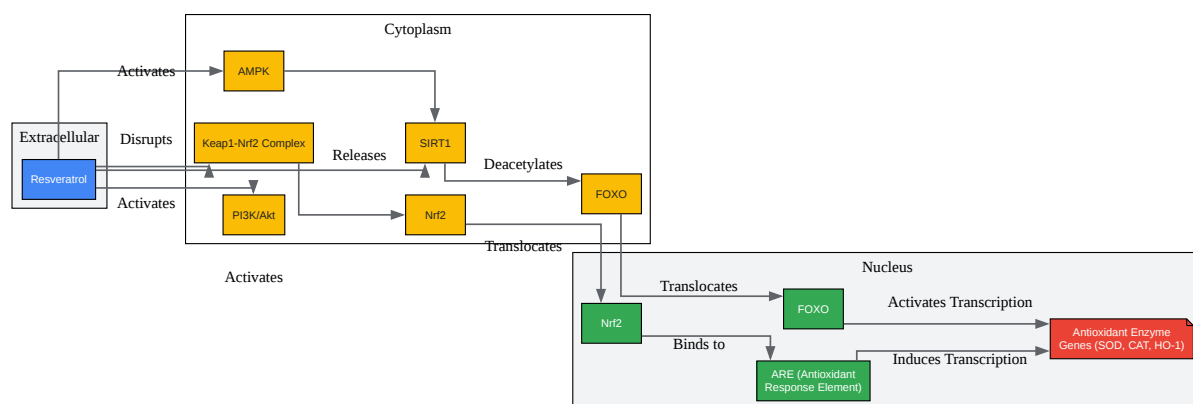 Cytoplasm
Activates
AMPK
Extracellular
Disrupts
Keap1-Nrf2 Complex
Releases
SIRT1
Deacetylates
Resveratrol
FOXO
Activates
PI3K/Akt
Nrf2
Translocates
Activates
Nucleus
Translocates
FOXO
Activates Transcription
Nrf2
Binds to
Antioxidant Enzyme
Genes (SOD, CAT, HO-1)
Induces Transcription
ARE (Antioxidant
Response Element)